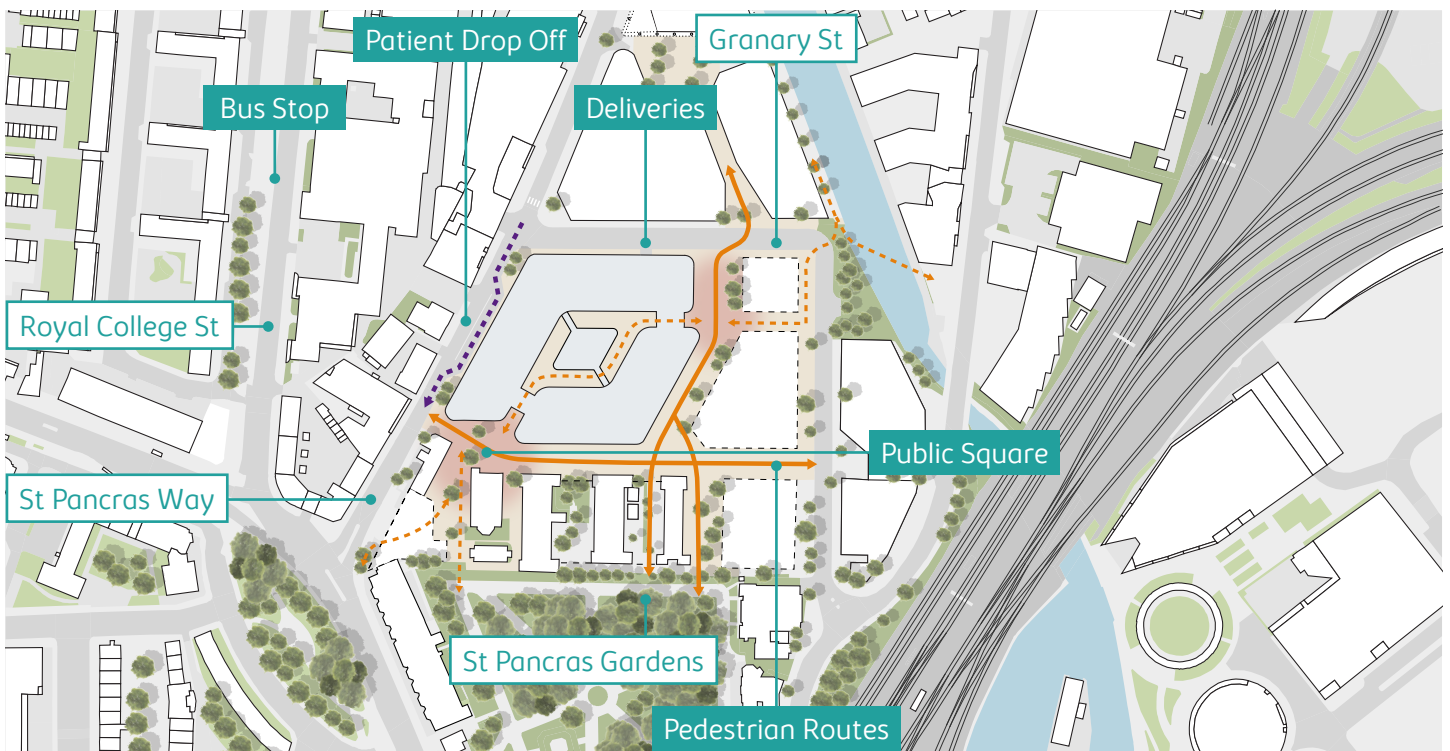 Patient Drop Off
Granary St
Bus Stop
Deliveries
Royal College St
Public Square
St Pancras Way
St Pancras Gardens
Pedestrian Routes